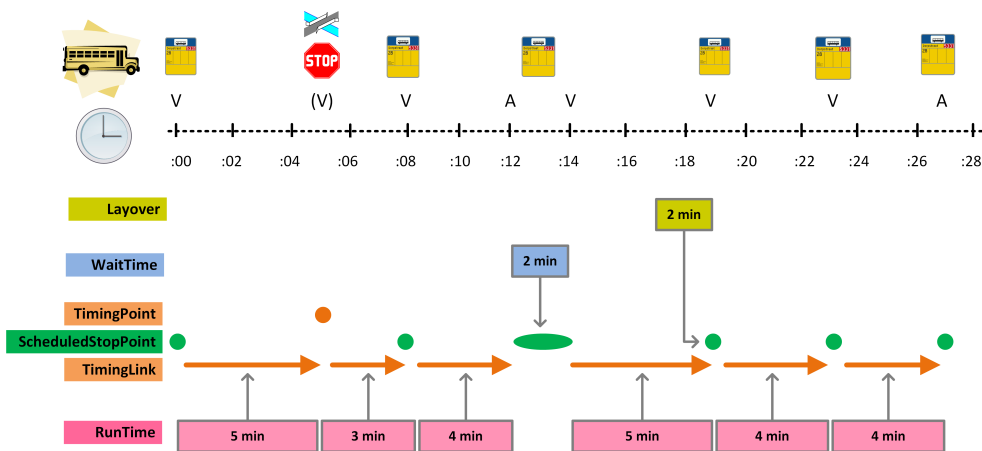 STOP
V (V) V A V V V A
:00 :02 :04 :06 :08 :10 :12 :14 :16 :18 :20 :22 :24 :26 :28
Layover
2 min
WaitTime
2 min
TimingPoint
ScheduledStopPoint
TimingLink
RunTime
5 min 3 min 4 min 5 min 4 min 4 min